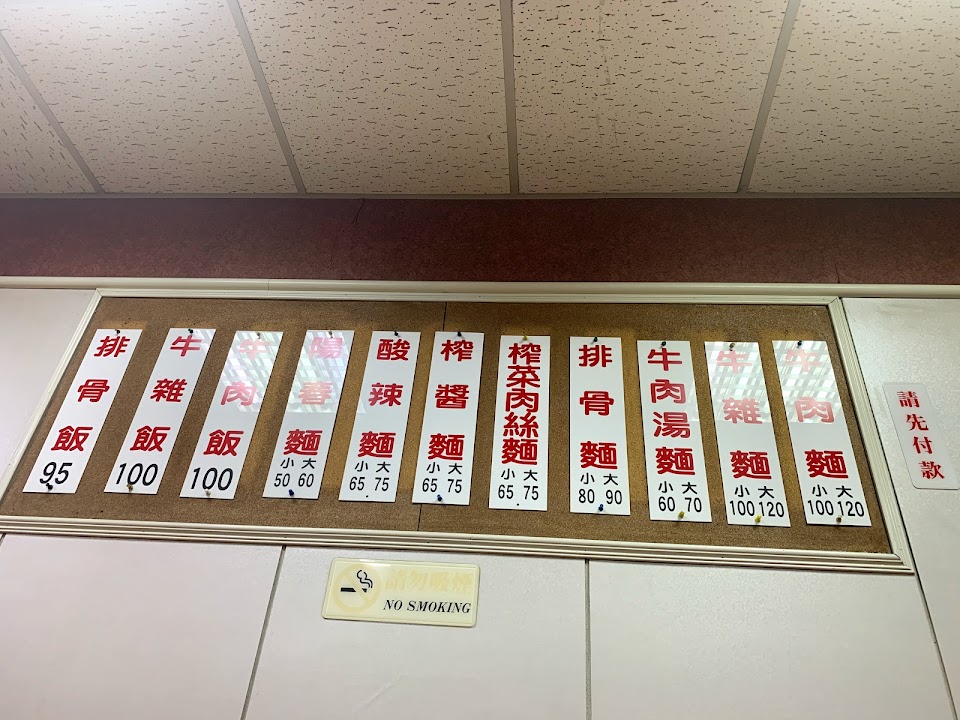 排骨飯
95
牛雜飯
100
牛肉飯
100
陽春麵
小 大
50 60
酸辣麵
小 大
65 75
榨醬麵
小 大
65 75
榨菜肉絲麵
小 大
65 75
排骨麵
小 大
80 90
牛肉湯麵
小 大
60 70
牛雜麵
小 大
100 120
牛肉麵
小 大
100 120
請先付款
請勿吸煙
NO SMOKING